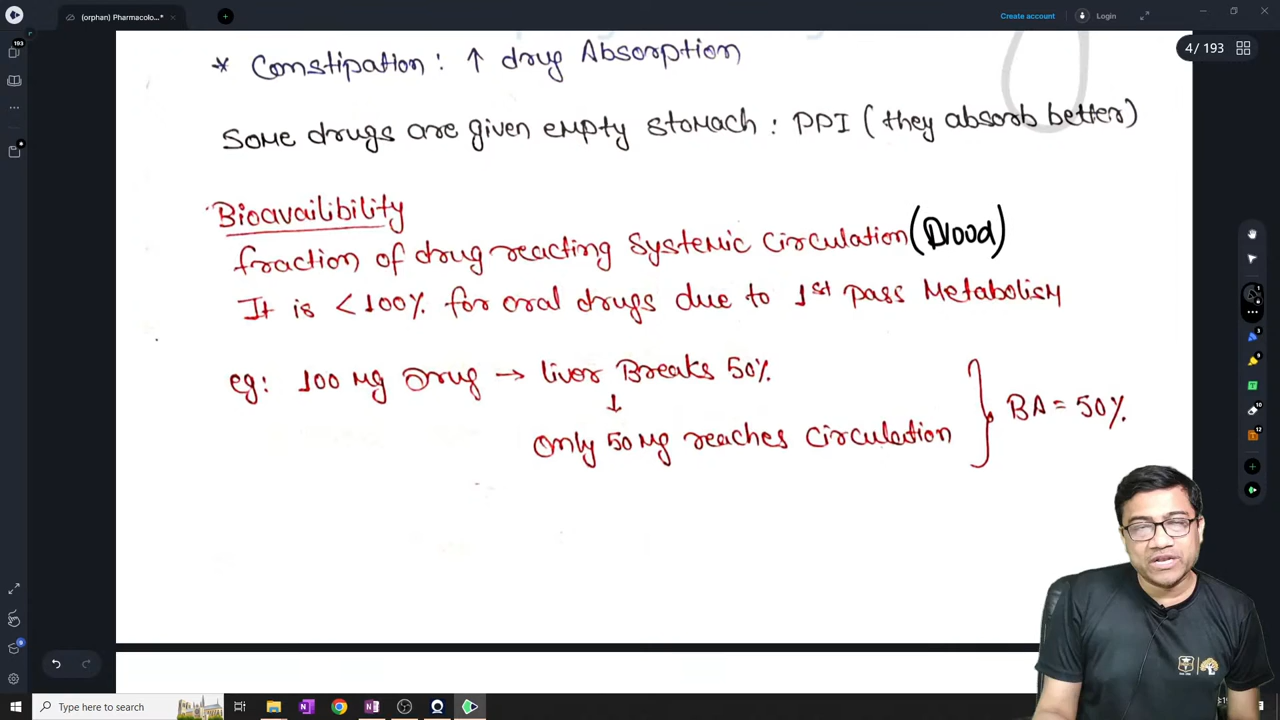 (orphan) Pharmacolo...*
Create account
Login
193
4 / 193
* Constipation : ↑ drug Absorption
Some drugs are given empty stomach : PPI ( they absorb better)
Bioavailibility
fraction of drug reacting systemic circulation (Blood)
It is < 100% for oral drugs due to 1st pass Metabolism
eg: 100 Mg Drug → liver Breaks 50%
↓
Only 50 Mg reaches circulation
BA = 50%
Type here to search